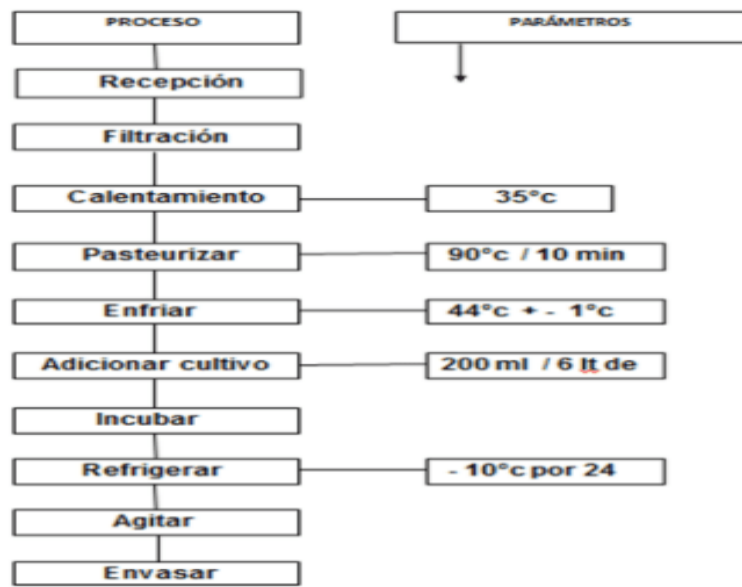 PROCESO
PARÁMETROS
Recepción
Filtración
Calentamiento
35°c
Pasteurizar
90°c / 10 min
Enfriar
44°c + - 1°c
Adicionar cultivo
200 ml / 6 lt de
Incubar
Refrigerar
- 10°c por 24
Agitar
Envasar